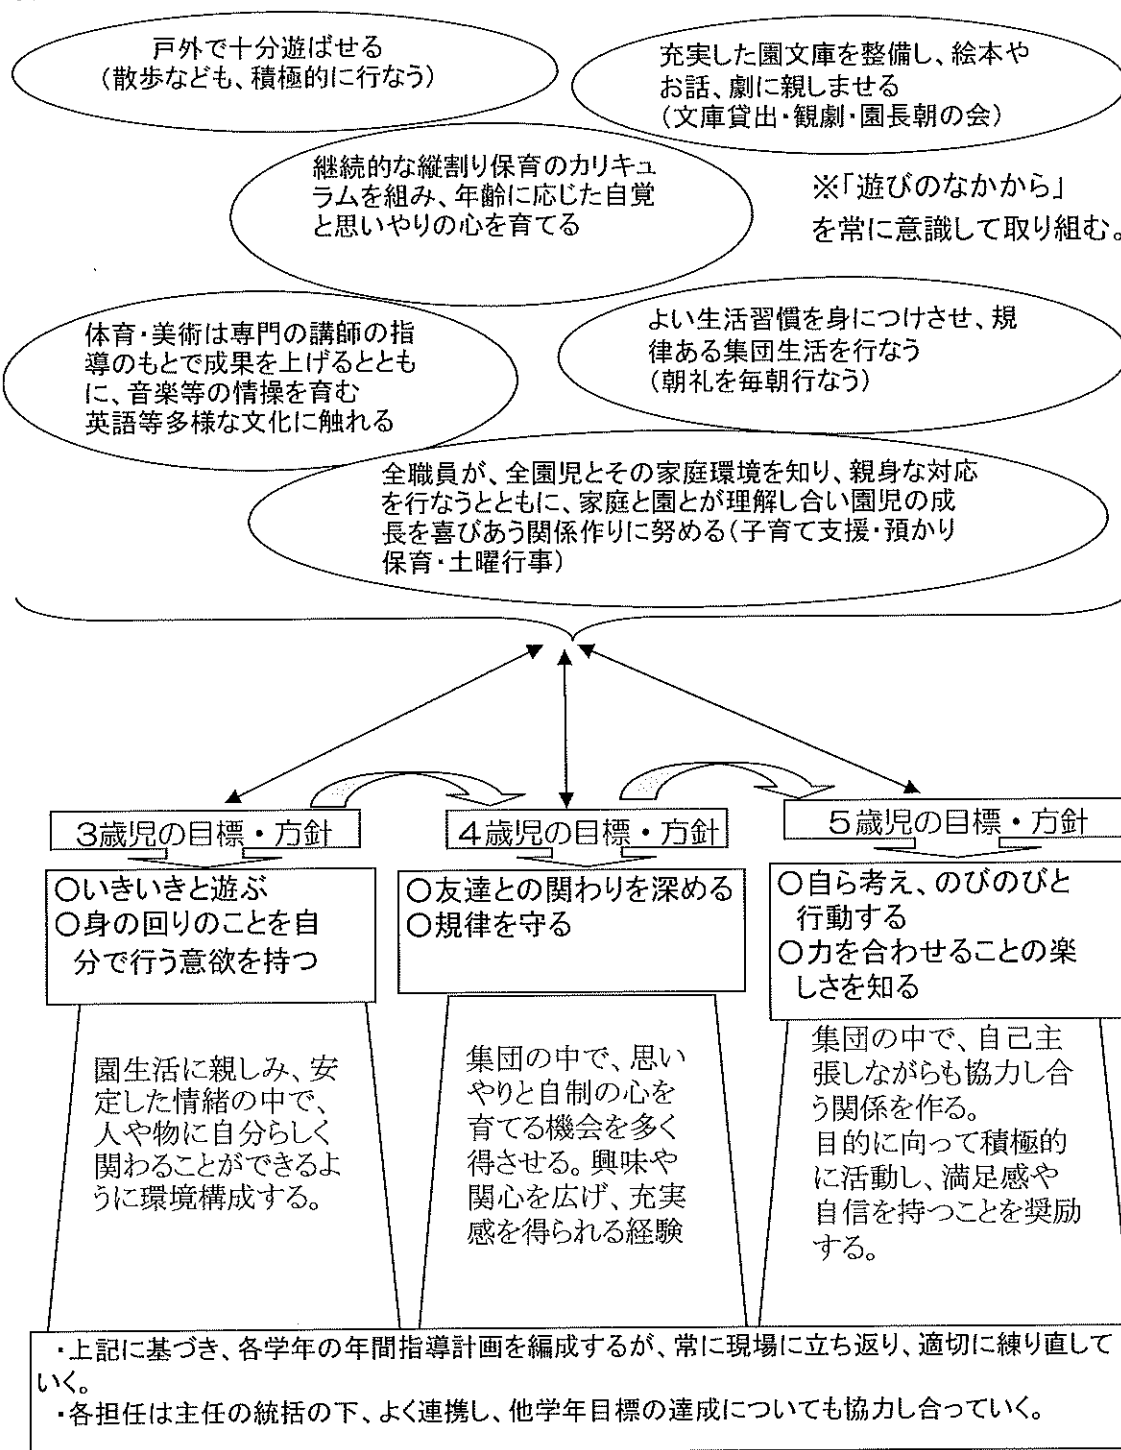 戸外で十分遊ばせる
(散歩なども、積極的に行なう)
充実した園文庫を整備し、絵本や
お話、劇に親しませる
(文庫貸出・観劇・園長朝の会)
継続的な縦割り保育のカリキュ
ラムを組み、年齢に応じた自覚
と思いやりの心を育てる
※「遊びのなかから」
を常に意識して取り組む。
体育・美術は専門の講師の指
導のもとで成果を上げるととも
に、音楽等の情操を育む
英語等多様な文化に触れる
よい生活習慣を身につけさせ、規
律ある集団生活を行なう
(朝礼を毎朝行なう)
全職員が、全園児とその家庭環境を知り、親身な対応
を行なうとともに、家庭と園とが理解し合い園児の成
長を喜びあう関係作りに努める(子育て支援・預かり
保育・土曜行事)
3歳児の目標・方針
○いきいきと遊ぶ
○身の回りのことを自
分で行う意欲を持つ
園生活に親しみ、安
定した情緒の中で、
人や物に自分らしく
関わることができるよ
うに環境構成する。
4歳児の目標・方針
○友達との関わりを深める
○規律を守る
集団の中で、思い
やりと自制の心を
育てる機会を多く
得させる。興味や
関心を広げ、充実
感を得られる経験
5歳児の目標・方針
○自ら考え、のびのびと
行動する
○力を合わせることの楽
しさを知る
集団の中で、自己主
張しながらも協力し合
う関係を作る。
目的に向って積極的
に活動し、満足感や
自信を持つことを奨励
する。
・上記に基づき、各学年の年間指導計画を編成するが、常に現場に立ち返り、適切に練り直して
いく。
・各担任は主任の統括の下、よく連携し、他学年目標の達成についても協力し合っていく。